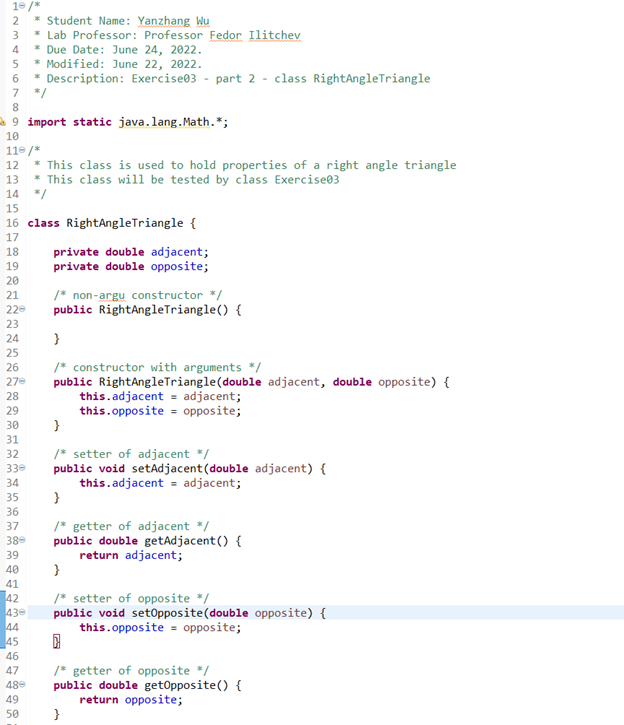 1 /*
2  * Student Name: Yanzhang Wu
3  * Lab Professor: Professor Fedor Ilitchev
4  * Due Date: June 24, 2022.
5  * Modified: June 22, 2022.
6  * Description: Exercise03 - part 2 - class RightAngleTriangle
7  */
8
9 import static java.lang.Math.*;
10
11 /*
12  * This class is used to hold properties of a right angle triangle
13  * This class will be tested by class Exercise03
14  */
15
16 class RightAngleTriangle {
17
18     private double adjacent;
19     private double opposite;
20
21     /* non-argu constructor */
22     public RightAngleTriangle() {
23
24     }
25
26     /* constructor with arguments */
27     public RightAngleTriangle(double adjacent, double opposite) {
28         this.adjacent = adjacent;
29         this.opposite = opposite;
30     }
31
32     /* setter of adjacent */
33     public void setAdjacent(double adjacent) {
34         this.adjacent = adjacent;
35     }
36
37     /* getter of adjacent */
38     public double getAdjacent() {
39         return adjacent;
40     }
41
42     /* setter of opposite */
43     public void setOpposite(double opposite) {
44         this.opposite = opposite;
45     }
46
47     /* getter of opposite */
48     public double getOpposite() {
49         return opposite;
50     }